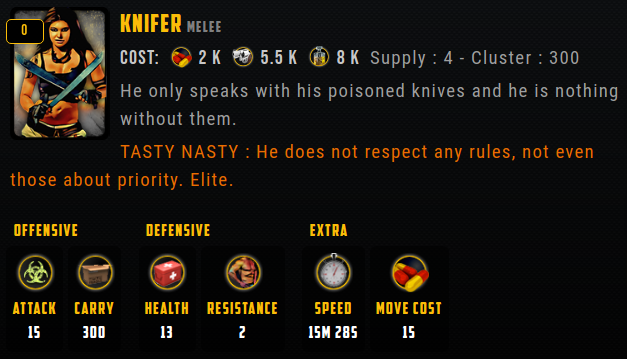 0
KNIFER MELEE
COST: 2 K 5.5 K 8 K Supply : 4 - Cluster : 300
He only speaks with his poisoned knives and he is nothing
without them.
TASTY NASTY : He does not respect any rules, not even
those about priority. Elite.
OFFENSIVE DEFENSIVE EXTRA
ATTACK CARRY HEALTH RESISTANCE SPEED MOVE COST
15 300 13 2 15M 28S 15